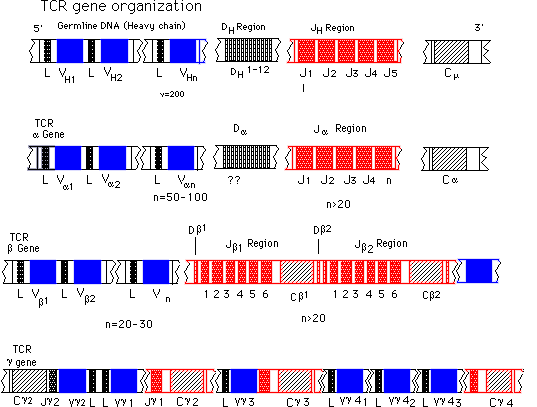 TCR gene organization
5' Germline DNA (Heavy chain) DH Region JH Region 3'
L VH1 L VH2 L VHn DH 1-12 J1 J2 J3 J4 J5 Cμ
v=200
TCR
α Gene Dα Jα Region
L Vα1 L Vα2 L Vαn ?? J1 J2 J3 J4 n Cα
n=50-100 n>20
Dβ1 Dβ2
TCR
β Gene Jβ1 Region Jβ2 Region
L Vβ1 L Vβ2 L V n 1 2 3 4 5 6 Cβ1 1 2 3 4 5 6 Cβ2
n=20-30 n>20
TCR
γ gene
Cγ2 Jγ2 Vγ2 L L Vγ1 Jγ1 Cγ2 L Vγ3 Cγ3 L Vγ41 L Vγ42 L Vγ43 Cγ4